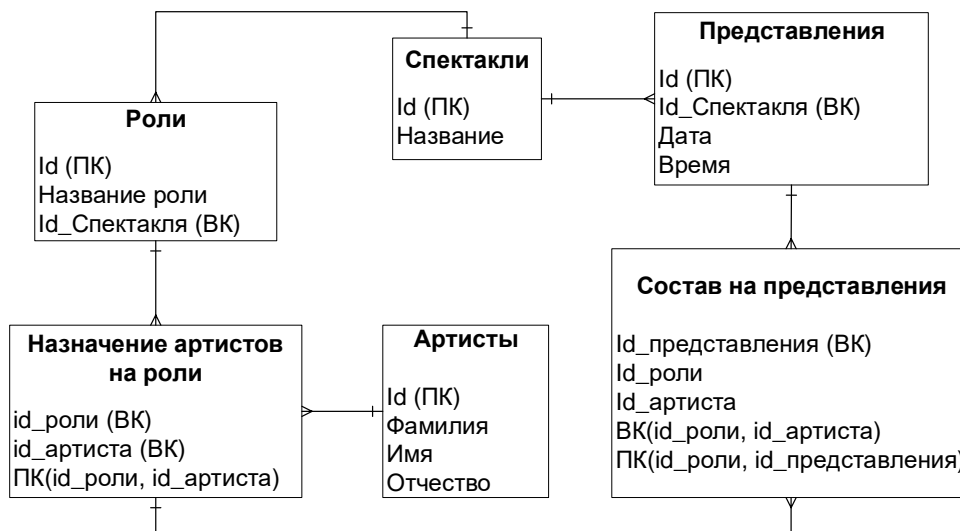 Спектакли
Id (ПК)
Название
Представления
Id (ПК)
Id_Спектакля (ВК)
Дата
Время
Роли
Id (ПК)
Название роли
Id_Спектакля (ВК)
Назначение артистов
на роли
id_роли (ВК)
id_артиста (ВК)
ПК(id_роли, id_артиста)
Артисты
Id (ПК)
Фамилия
Имя
Отчество
Состав на представления
Id_представления (ВК)
Id_роли
Id_артиста
ВК(id_роли, id_артиста)
ПК(id_роли, id_представления)